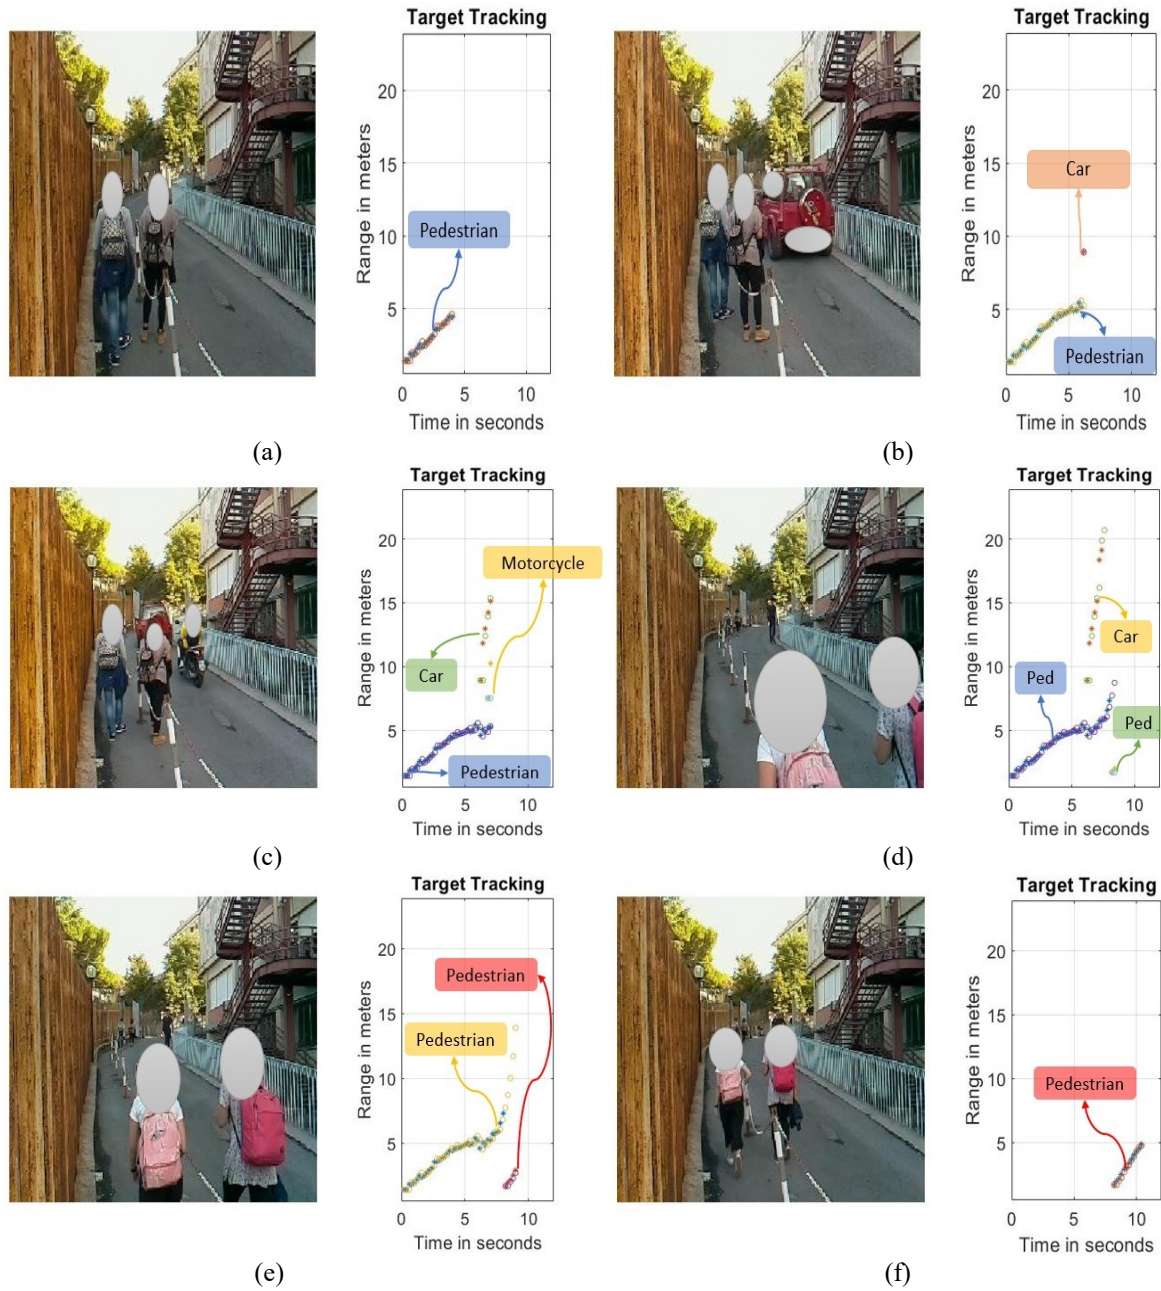 Target Tracking
Range in meters
20
15
10
5
Pedestrian
0 5 10
Time in seconds
(a)
Target Tracking
Range in meters
20
15
10
5
Car
Pedestrian
0 5 10
Time in seconds
(b)
Target Tracking
Range in meters
20
15
10
5
Motorcycle
Car
Pedestrian
0 5 10
Time in seconds
(c)
Target Tracking
Range in meters
20
15
10
5
Car
Ped
Ped
0 5 10
Time in seconds
(d)
Target Tracking
Range in meters
20
15
10
5
Pedestrian
Pedestrian
0 5 10
Time in seconds
(e)
Target Tracking
Range in meters
20
15
10
5
Pedestrian
0 5 10
Time in seconds
(f)